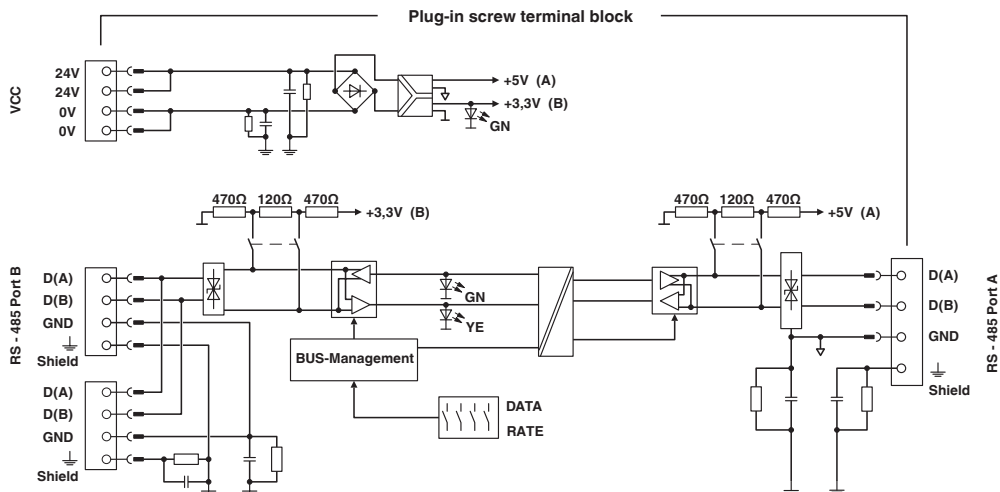 Plug-in screw terminal block
VCC
24V
24V
0V
0V
+5V (A)
+3,3V (B)
GN
470Ω 120Ω 470Ω
+3,3V (B)
470Ω 120Ω 470Ω
+5V (A)
RS - 485 Port B
D(A)
D(B)
GND
Shield
D(A)
D(B)
GND
Shield
GN
YE
BUS-Management
DATA
RATE
D(A)
D(B)
GND
Shield
RS - 485 Port A